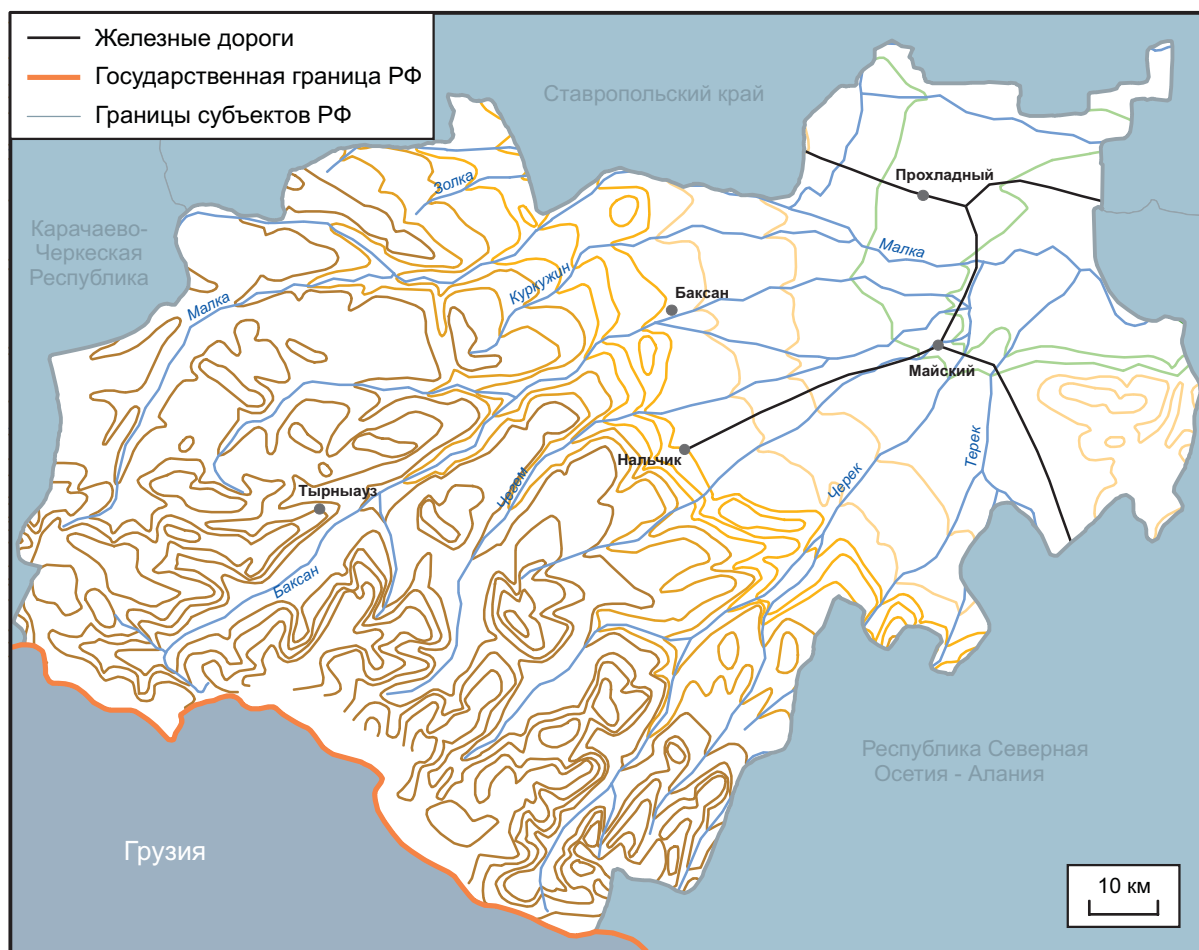 Железные дороги
Государственная граница РФ
Границы субъектов РФ
Ставропольский край
Прохладный
Золка
Карачаево-
Черкеская
Республика
Малка
Куркужин
Малка
Баксан
Майский
Нальчик
Чегем
Черек
Терек
Тырныауз
Баксан
Республика Северная
Осетия - Алания
Грузия
10 км